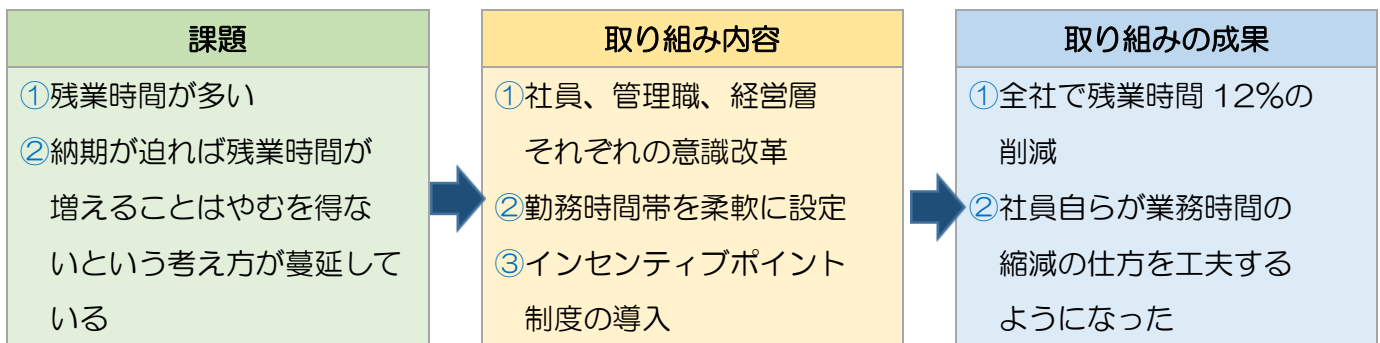 課題
①残業時間が多い
②納期が迫れば残業時間が
増えることはやむを得な
いという考え方が蔓延して
いる
取り組み内容
①社員、管理職、経営層
それぞれの意識改革
②勤務時間帯を柔軟に設定
③インセンティブポイント
制度の導入
取り組みの成果
①全社で残業時間 12%の
削減
②社員自らが業務時間の
縮減の仕方を工夫する
ようになった